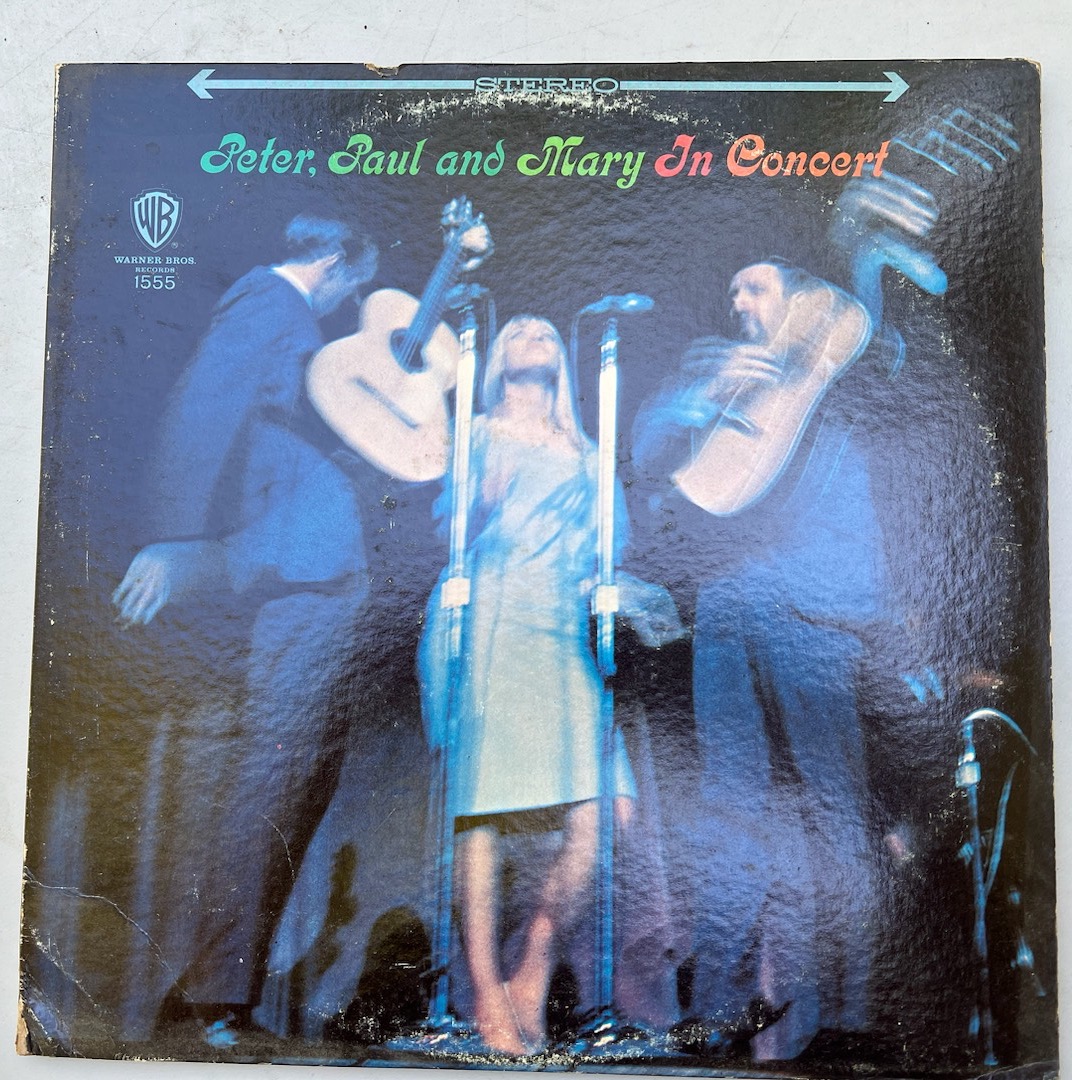 STEREO
Peter, Paul and Mary In Concert
WB
®
WARNER BROS.
RECORDS
1555